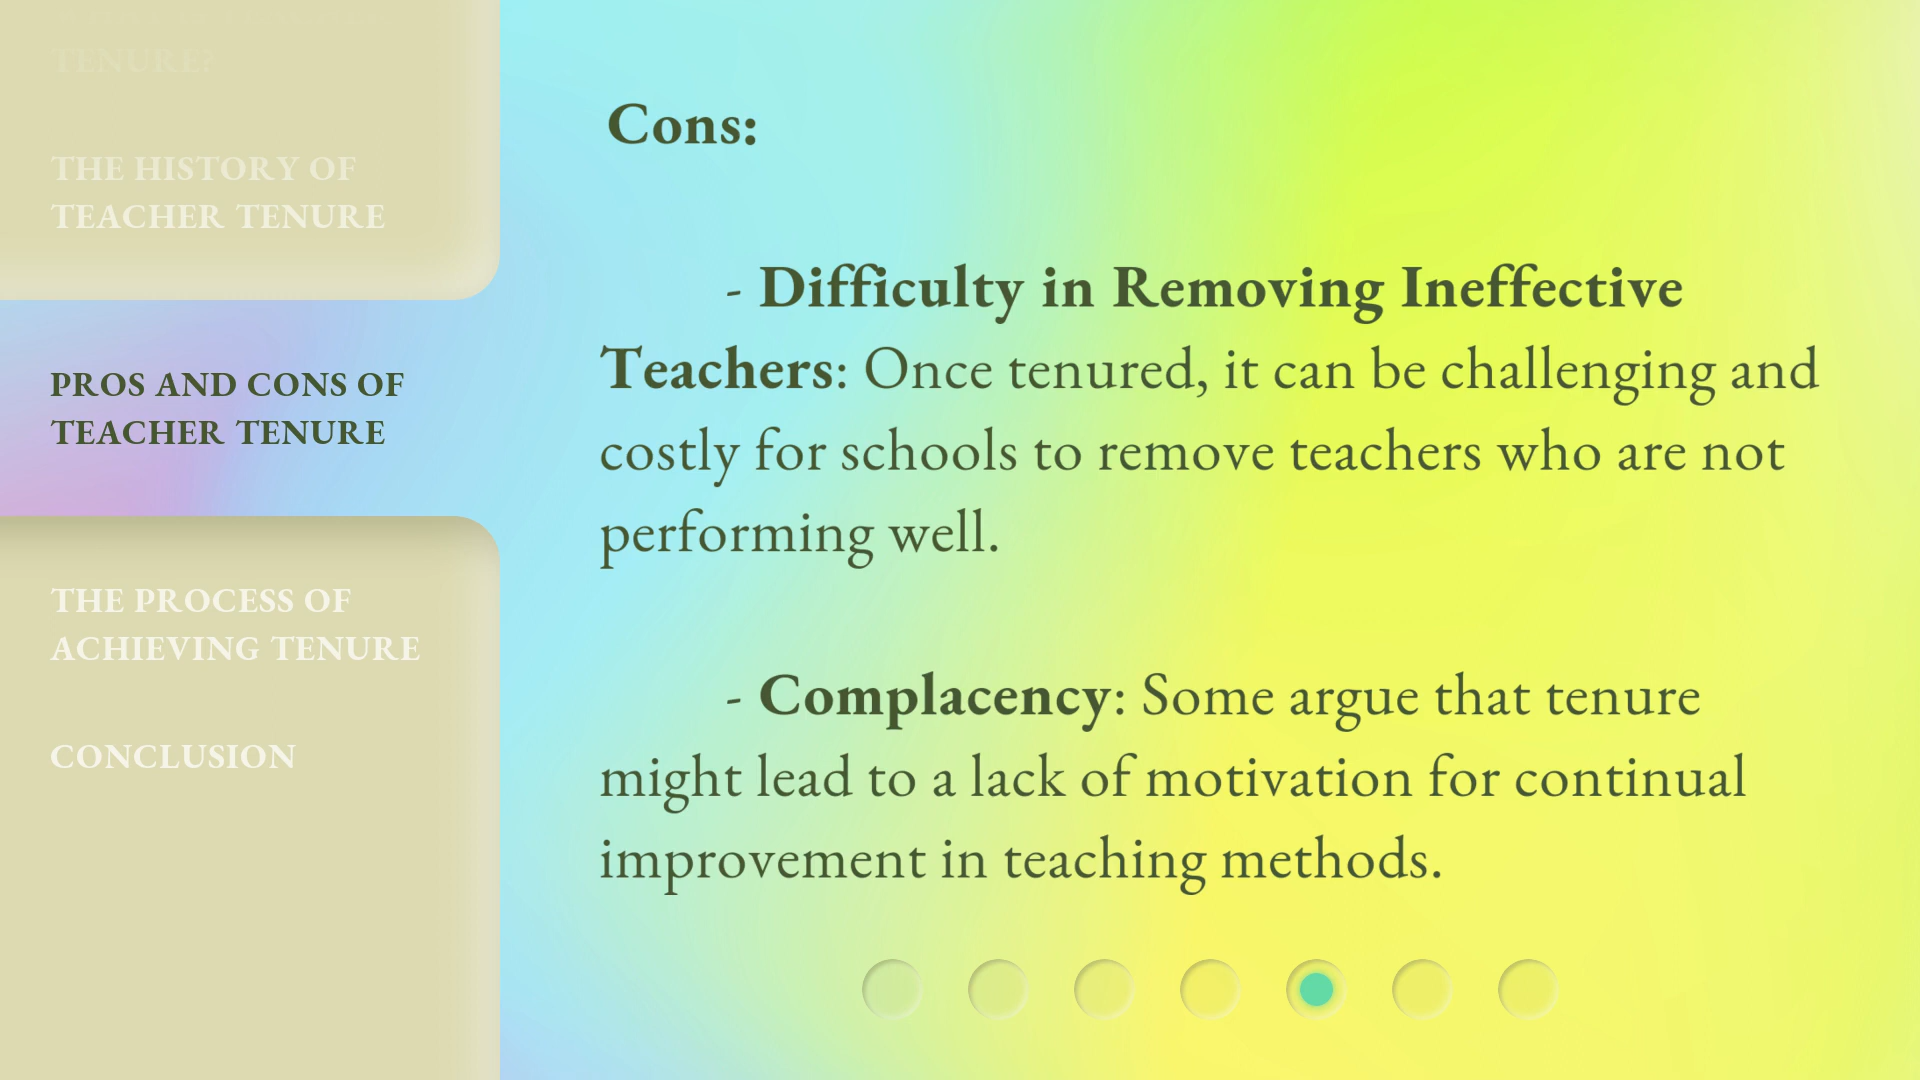 TENURE?
THE HISTORY OF
TEACHER TENURE
PROS AND CONS OF
TEACHER TENURE
THE PROCESS OF
ACHIEVING TENURE
CONCLUSION
Cons:
- Difficulty in Removing Ineffective
Teachers: Once tenured, it can be challenging and
costly for schools to remove teachers who are not
performing well.
- Complacency: Some argue that tenure
might lead to a lack of motivation for continual
improvement in teaching methods.